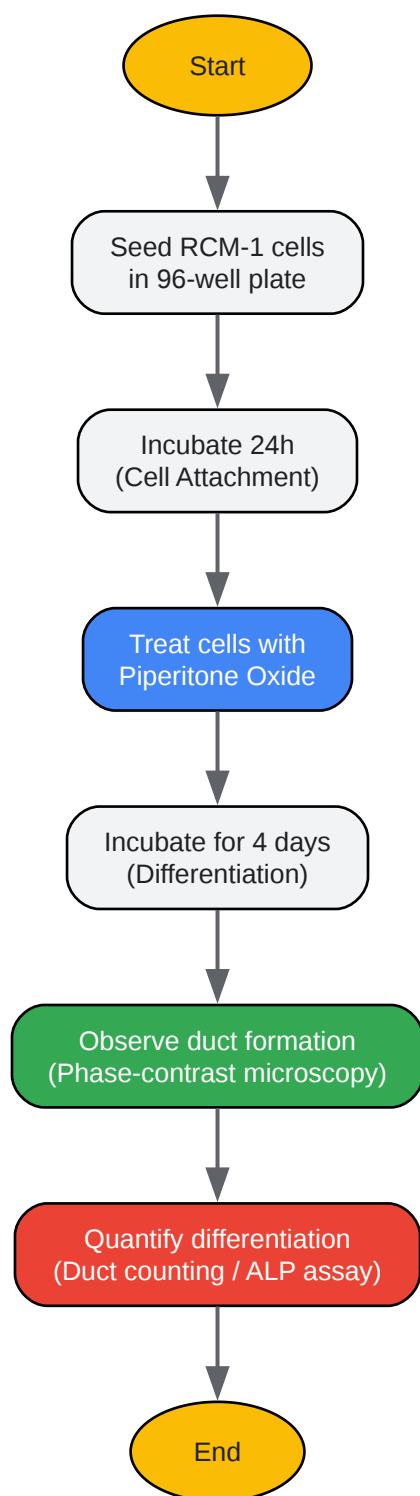 Start
Seed RCM-1 cells
in 96-well plate
Incubate 24h
(Cell Attachment)
Treat cells with
Piperitone Oxide
Incubate for 4 days
(Differentiation)
Observe duct formation
(Phase-contrast microscopy)
Quantify differentiation
(Duct counting / ALP assay)
End